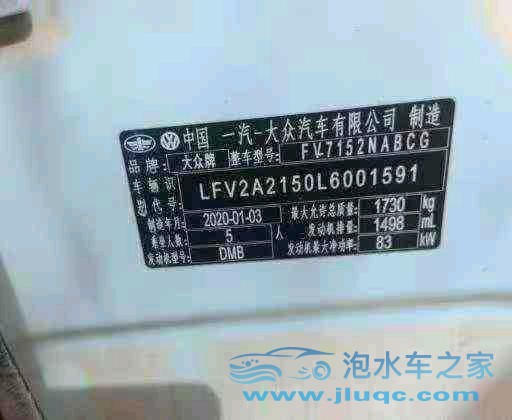 中国 一汽-大众汽车有限公司 制造
品牌: 大众牌 整车型号: FV7152NABCG
车辆识别代号: LFV2A2150L6001591
制造年月: 2020-01-03 最大允许总质量: 1730 kg
乘坐人数: 5 人 发动机排量: 1498 mL
发动机型号: DMB 发动机最大净功率: 83 kW
泡水车之家
www.jluqc.com